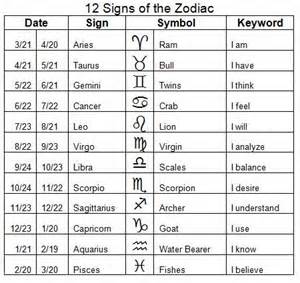 12 Signs of the Zodiac
Date Sign Symbol Keyword
3/21 4/20 Aries ♈ Ram I am
4/21 5/21 Taurus ♉ Bull I have
5/22 6/21 Gemini ♊ Twins I think
6/22 7/22 Cancer ♋ Crab I feel
7/23 8/21 Leo ♌ Lion I will
8/22 9/23 Virgo ♍ Virgin I analyze
9/24 10/23 Libra ♎ Scales I balance
10/24 11/22 Scorpio ♏ Scorpion I desire
11/23 12/22 Sagittarius ♐ Archer I understand
12/23 1/20 Capricorn ♑ Goat I use
1/21 2/19 Aquarius ♒ Water Bearer I know
2/20 3/20 Pisces ♓ Fishes I believe